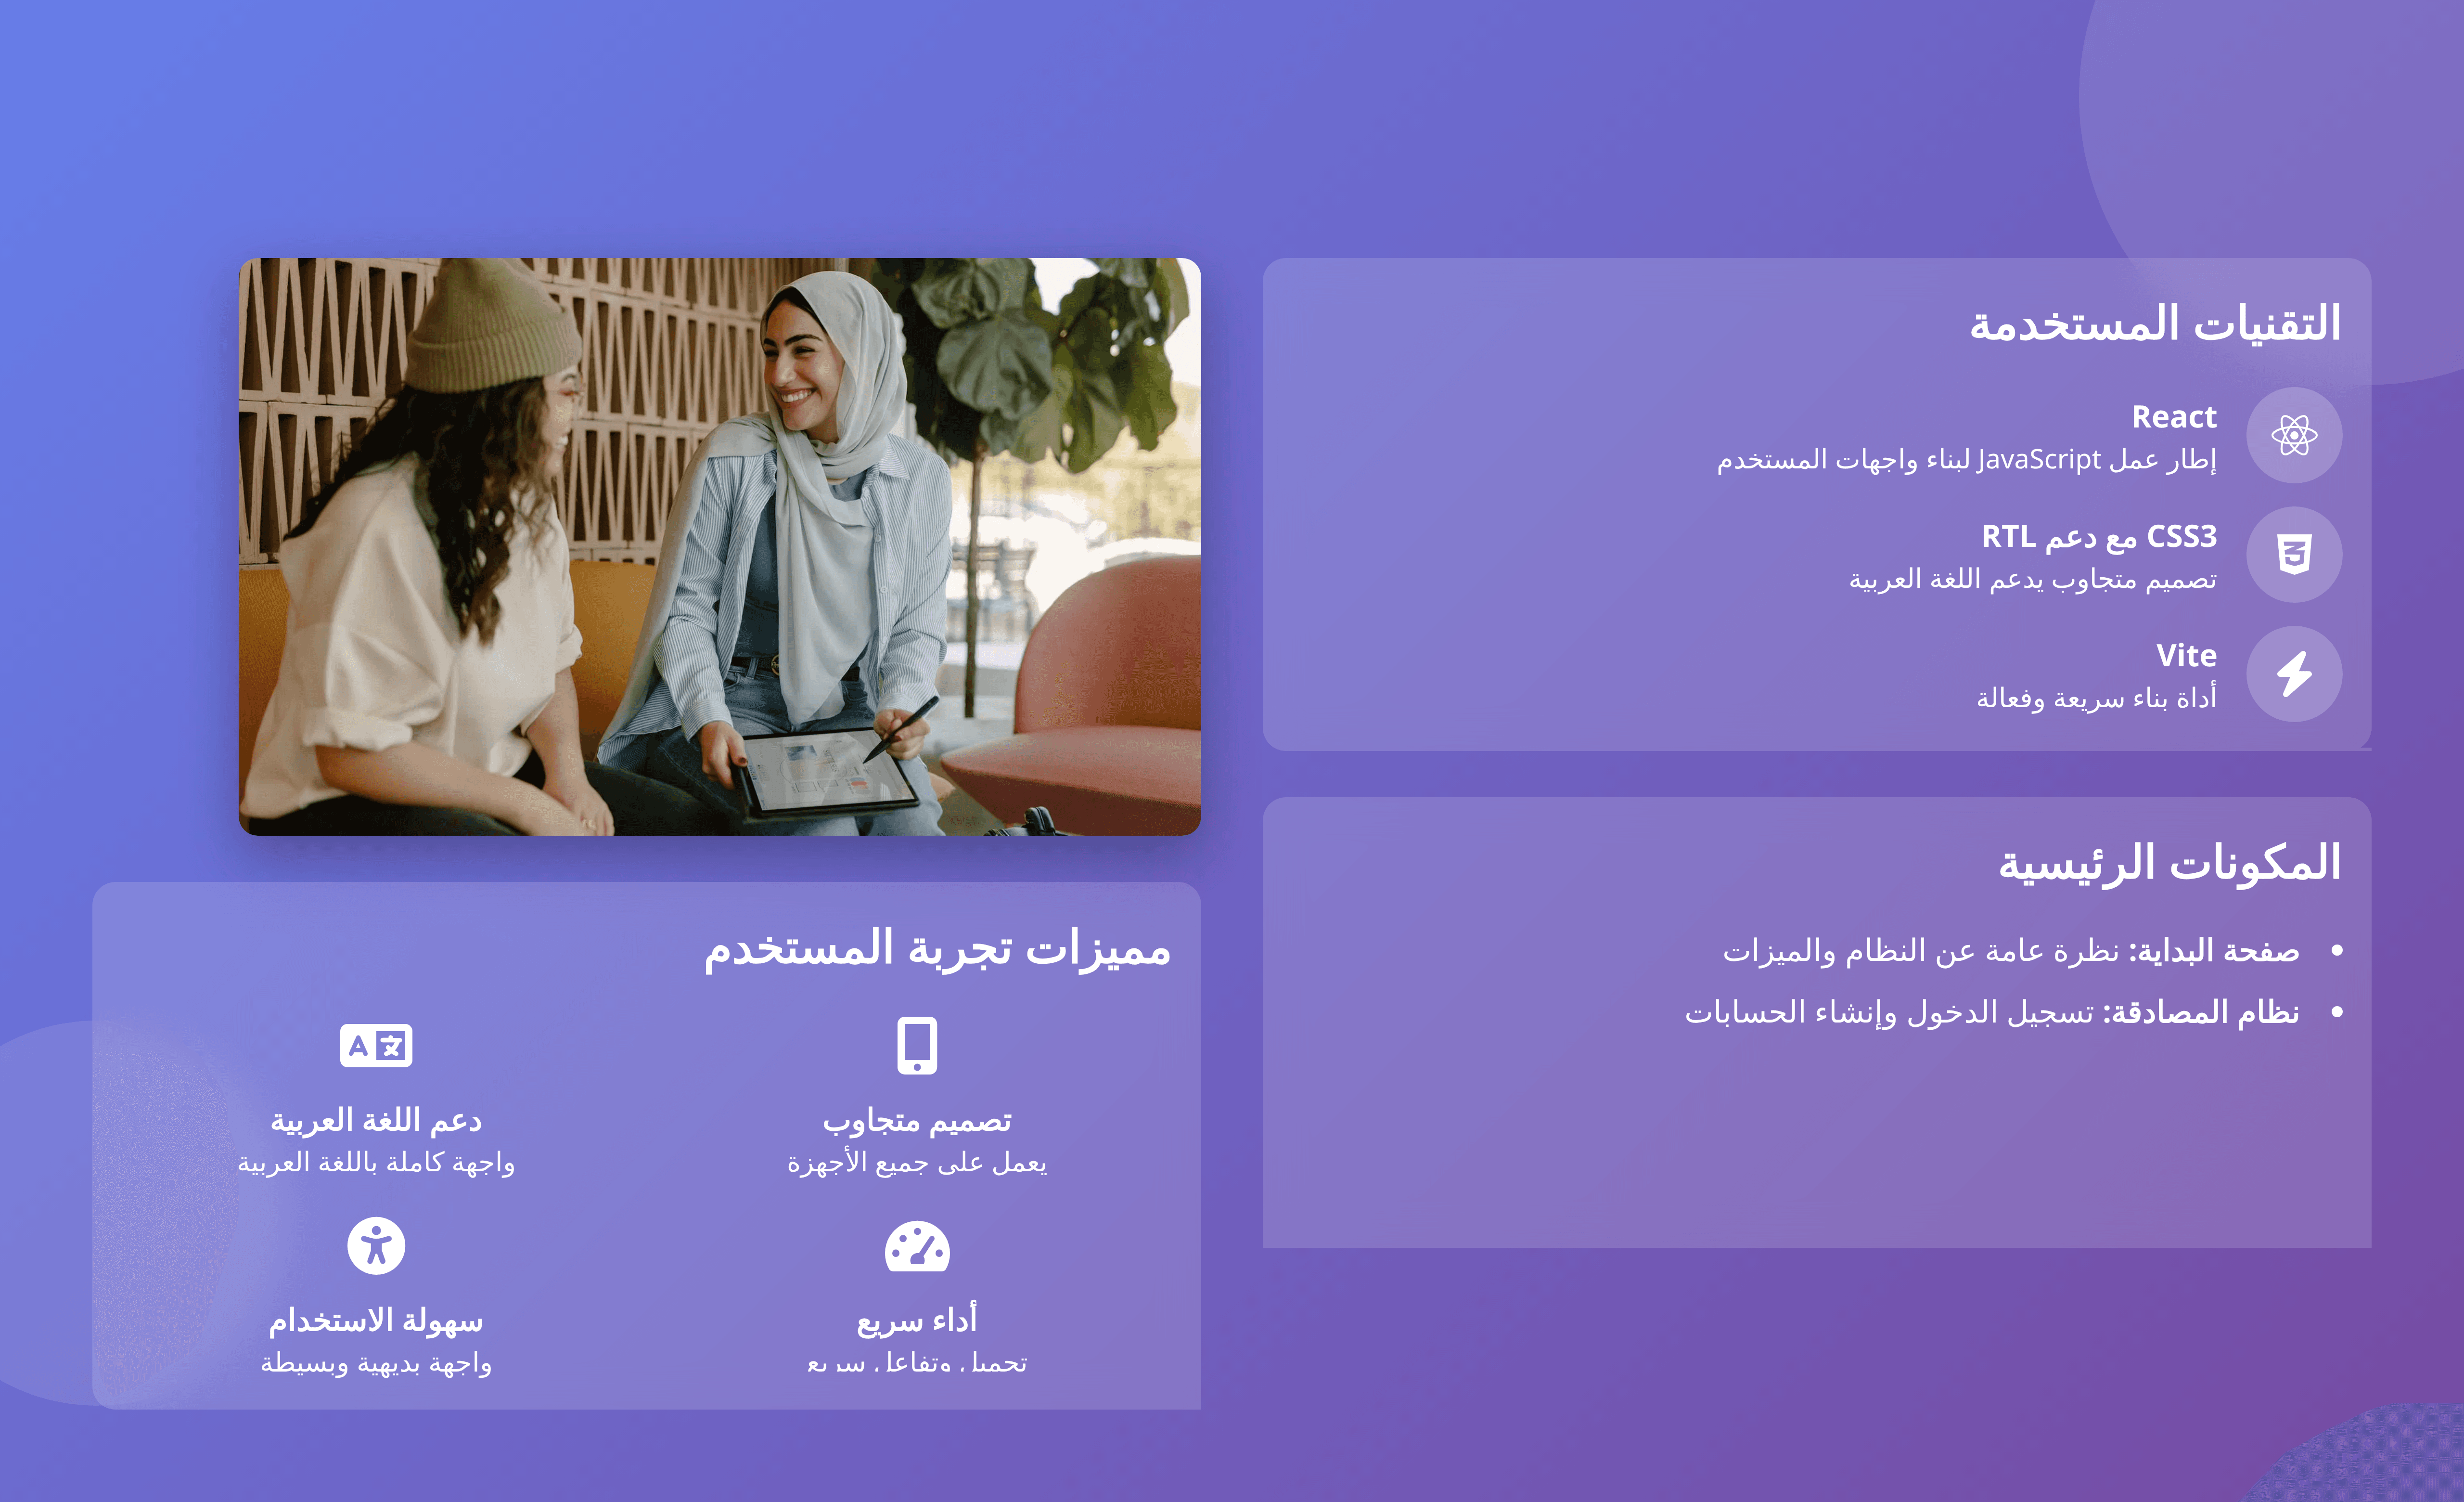 التقنيات المستخدمة
React
إطار عمل JavaScript لبناء واجهات المستخدم
CSS3 مع دعم RTL
تصميم متجاوب يدعم اللغة العربية
Vite
أداة بناء سريعة وفعالة
المكونات الرئيسية
• صفحة البداية: نظرة عامة عن النظام والميزات
• نظام المصادقة: تسجيل الدخول وإنشاء الحسابات
مميزات تجربة المستخدم
تصميم متجاوب
يعمل على جميع الأجهزة
دعم اللغة العربية
واجهة كاملة باللغة العربية
أداء سريع
تحميل وتفاعل سريع
سهولة الاستخدام
واجهة بديهية وبسيطة